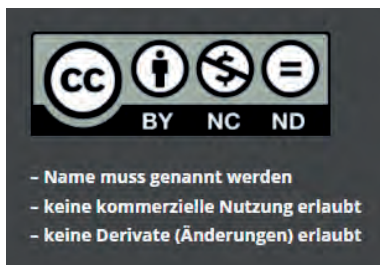 cc
BY NC ND
– Name muss genannt werden
– keine kommerzielle Nutzung erlaubt
– keine Derivate (Änderungen) erlaubt